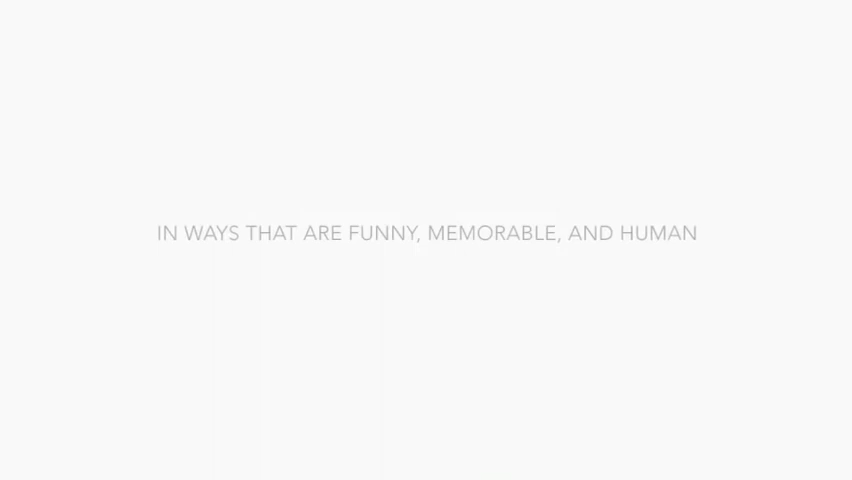 IN WAYS THAT ARE FUNNY, MEMORABLE, AND HUMAN